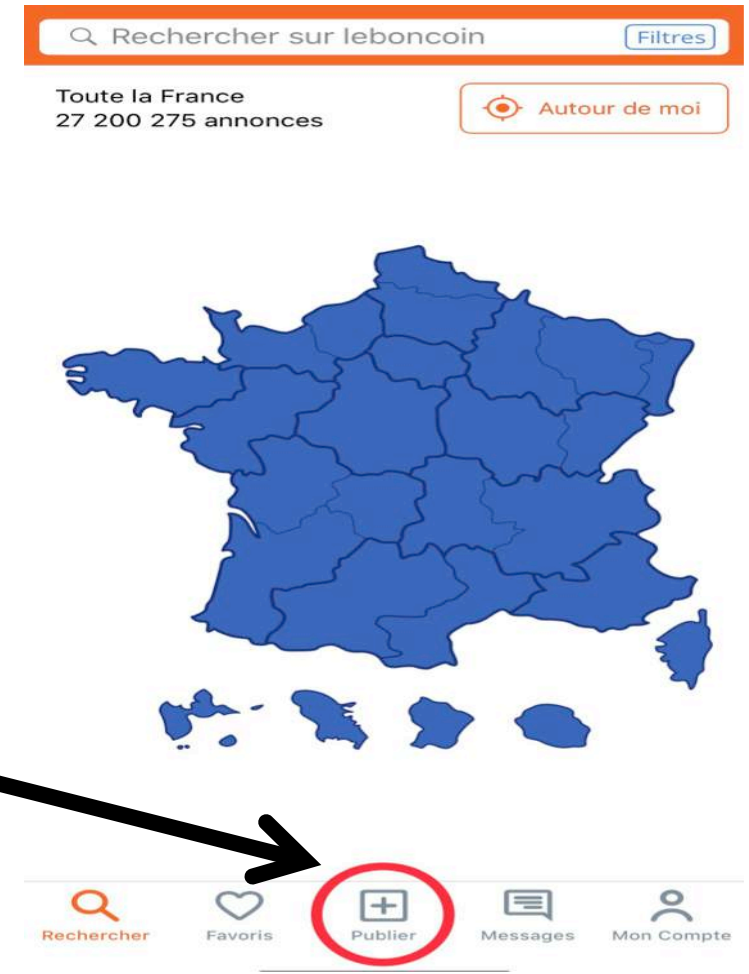 Rechercher sur leboncoin
Filtres
Toute la France
27 200 275 annonces
Autour de moi
Rechercher
Favoris
Publier
Messages
Mon Compte